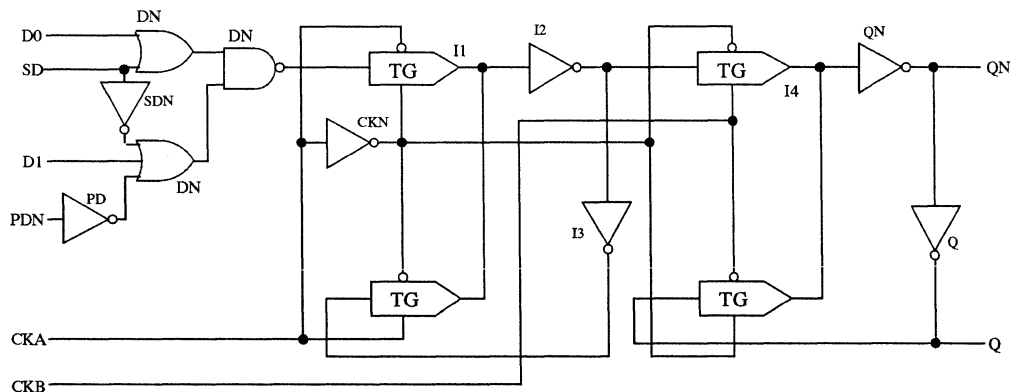 DN
D0
DN
I1
I2
QN
SD
TG
TG
QN
SDN
I4
CKN
D1
DN
PD
PDN
I3
Q
TG
TG
CKA
Q
CKB